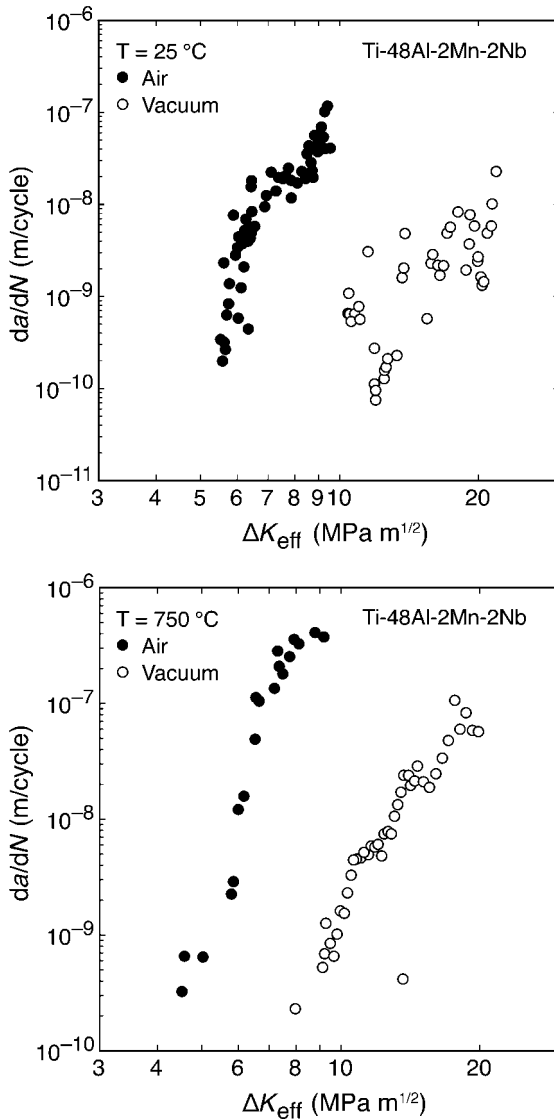 10⁻⁶
T = 25 °C
Ti-48Al-2Mn-2Nb
Air
Vacuum
10⁻⁷
10⁻⁸
10⁻⁹
10⁻¹⁰
10⁻¹¹
da/dN (m/cycle)
3 4 5 6 7 8 9 10 20
ΔK_eff (MPa m^1/2)
10⁻⁶
T = 750 °C
Ti-48Al-2Mn-2Nb
Air
Vacuum
10⁻⁷
10⁻⁸
10⁻⁹
10⁻¹⁰
da/dN (m/cycle)
3 4 6 8 10 20
ΔK_eff (MPa m^1/2)